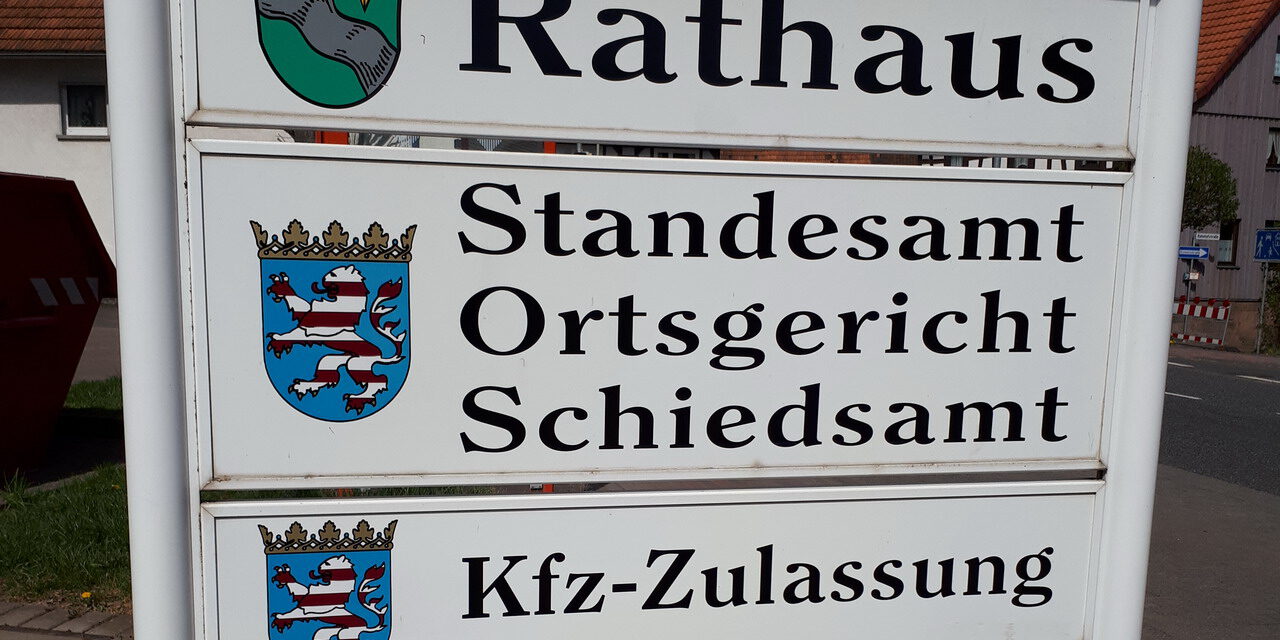 Rathaus
Standesamt
Ortsgericht
Schiedsamt
Kfz-Zulassung